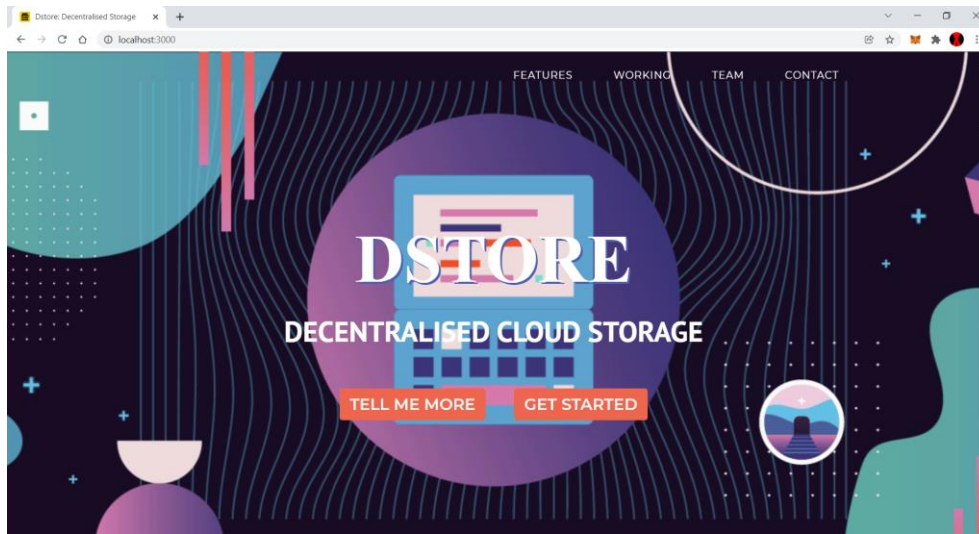 Dstore: Decentralised Storage
localhost:3000
FEATURES WORKING TEAM CONTACT
DSTORE
DECENTRALISED CLOUD STORAGE
TELL ME MORE GET STARTED